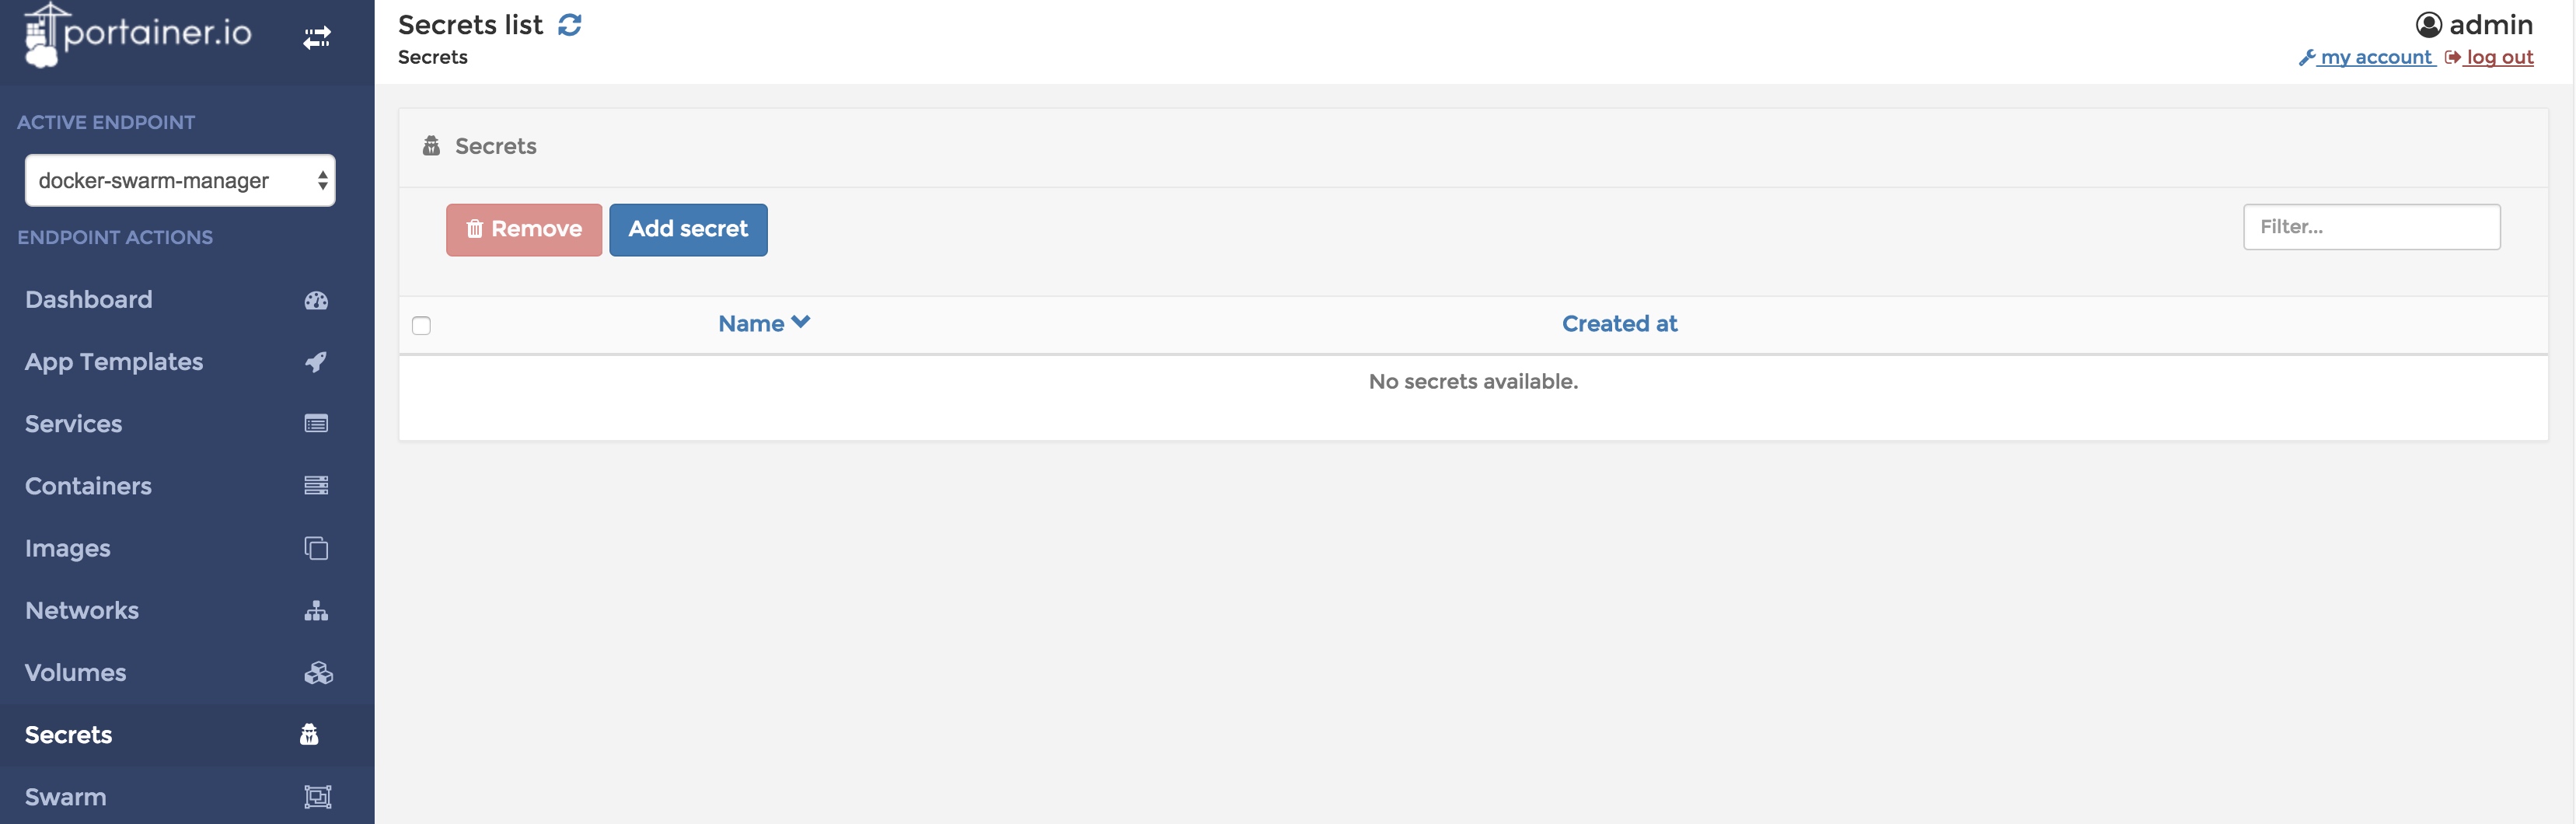 portainer.io
ACTIVE ENDPOINT
docker-swarm-manager
ENDPOINT ACTIONS
Dashboard
App Templates
Services
Containers
Images
Networks
Volumes
Secrets
Swarm
Secrets list
Secrets
admin
my account log out
Secrets
Remove Add secret Filter...
Name Created at
No secrets available.